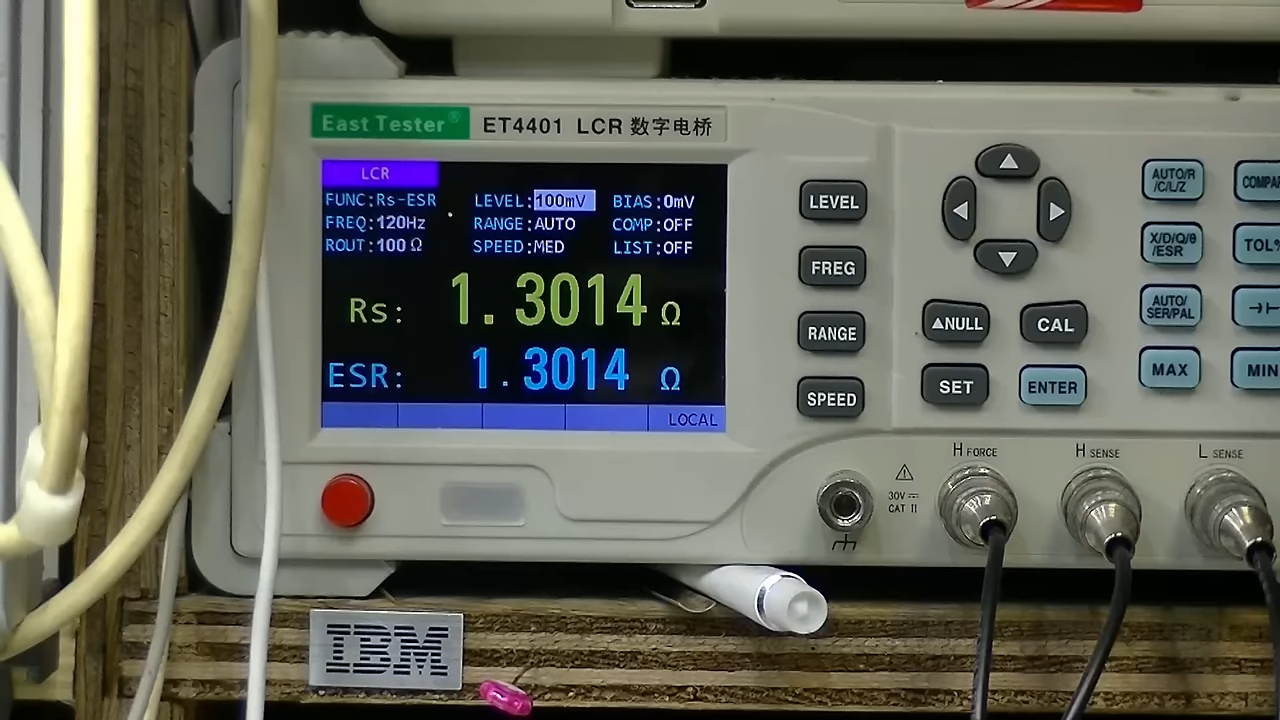 East Tester® ET4401 LCR 数字电桥
LCR
FUNC:Rs-ESR LEVEL:100mV BIAS:0mV
FREQ:120Hz RANGE:AUTO COMP:OFF
ROUT:100 Ω SPEED:MED LIST:OFF
Rs: 1.3014 Ω
ESR: 1.3014 Ω
LOCAL
LEVEL
FREG
RANGE
SPEED
▲NULL
CAL
SET
ENTER
AUTO/R
/C/L/Z
X/D/Q/θ
/ESR
TOL%
AUTO/
SER/PAL
MAX
MIN
H FORCE
H SENSE
L SENSE
30V
CAT II
IBM